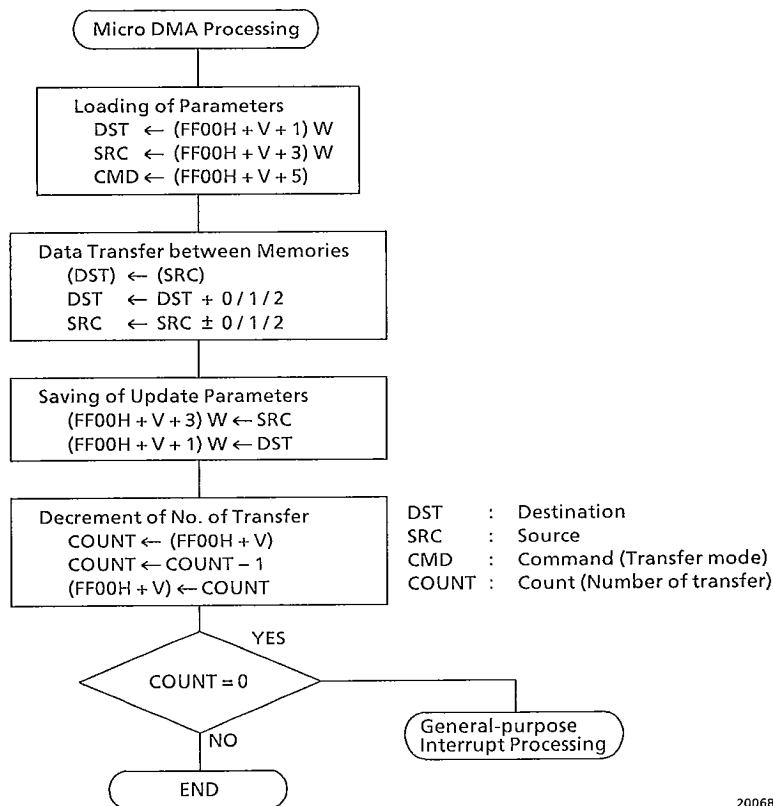 Micro DMA Processing
Loading of Parameters
DST ← (FF00H + V + 1) W
SRC ← (FF00H + V + 3) W
CMD ← (FF00H + V + 5)
Data Transfer between Memories
(DST) ← (SRC)
DST ← DST + 0 / 1 / 2
SRC ← SRC ± 0 / 1 / 2
Saving of Update Parameters
(FF00H + V + 3) W ← SRC
(FF00H + V + 1) W ← DST
Decrement of No. of Transfer
COUNT ← (FF00H + V)
COUNT ← COUNT – 1
(FF00H + V) ← COUNT
DST : Destination
SRC : Source
CMD : Command (Transfer mode)
COUNT : Count (Number of transfer)
YES
COUNT = 0
NO
General-purpose
Interrupt Processing
END
20068